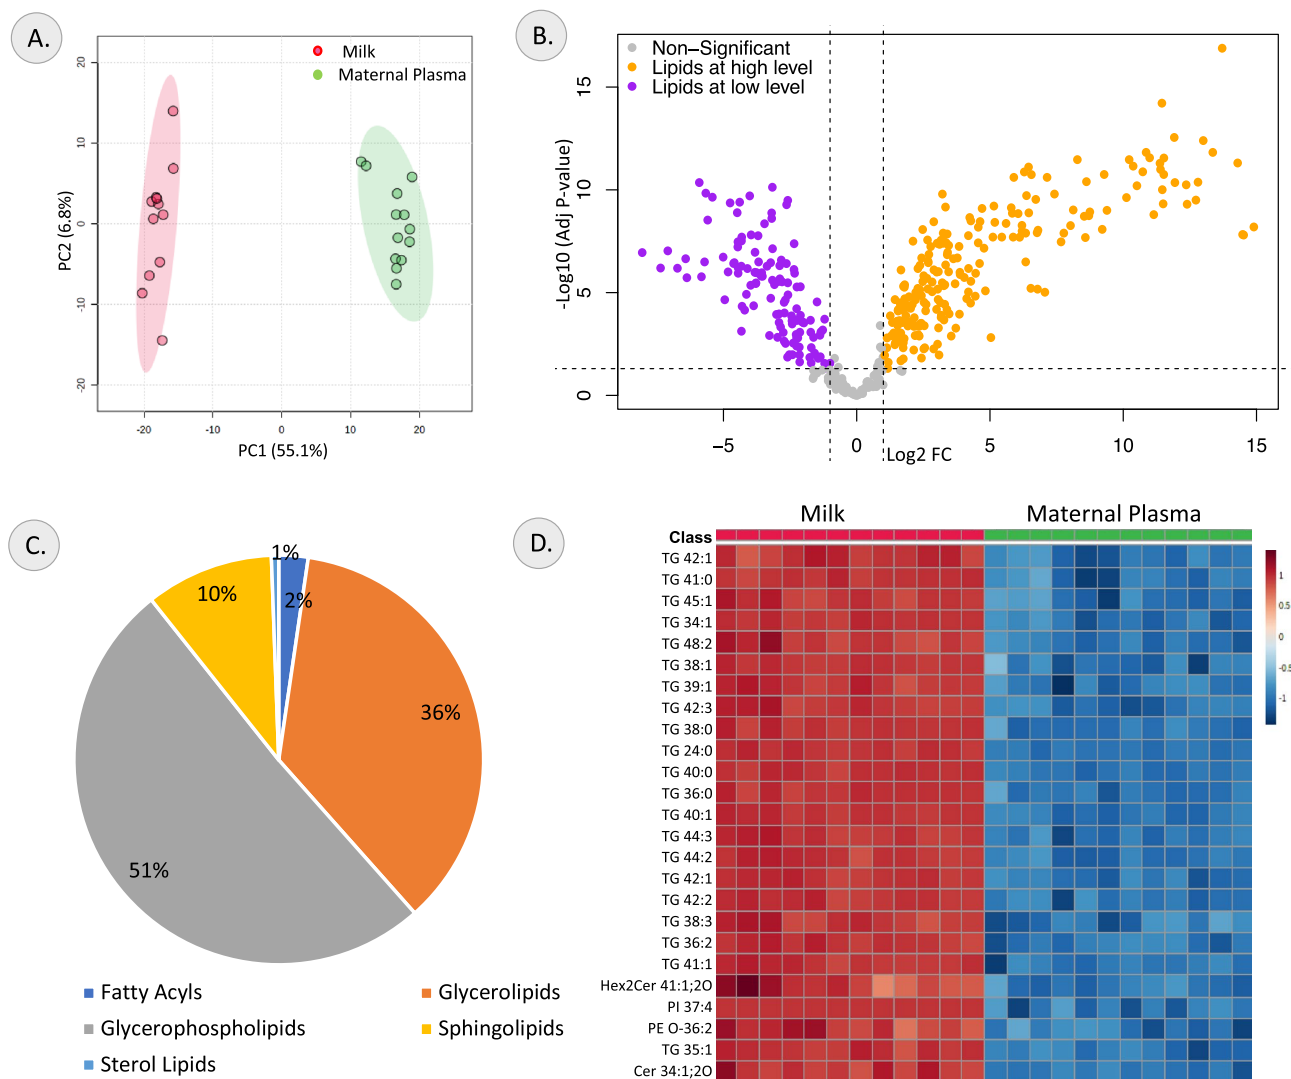 A.
Milk
Maternal Plasma
20
10
0
-10
-20
PC2 (6.8%)
-20
-10
0
10
20
PC1 (55.1%)
B.
Non-Significant
Lipids at high level
Lipids at low level
15
10
5
0
-Log10 (Adj P-value)
-5
0
5
10
15
Log2 FC
C.
1%
2%
10%
36%
51%
Fatty Acyls
Glycerolipids
Glycerophospholipids
Sphingolipids
Sterol Lipids
D.
Milk
Maternal Plasma
Class
TG 42:1
TG 41:0
TG 45:1
TG 34:1
TG 48:2
TG 38:1
TG 39:1
TG 42:3
TG 38:0
TG 24:0
TG 40:0
TG 36:0
TG 40:1
TG 44:3
TG 44:2
TG 42:1
TG 42:2
TG 38:3
TG 36:2
TG 41:1
Hex2Cer 41:1;2O
PI 37:4
PE O-36:2
TG 35:1
Cer 34:1;2O
1
0.5
0
-0.5
-1